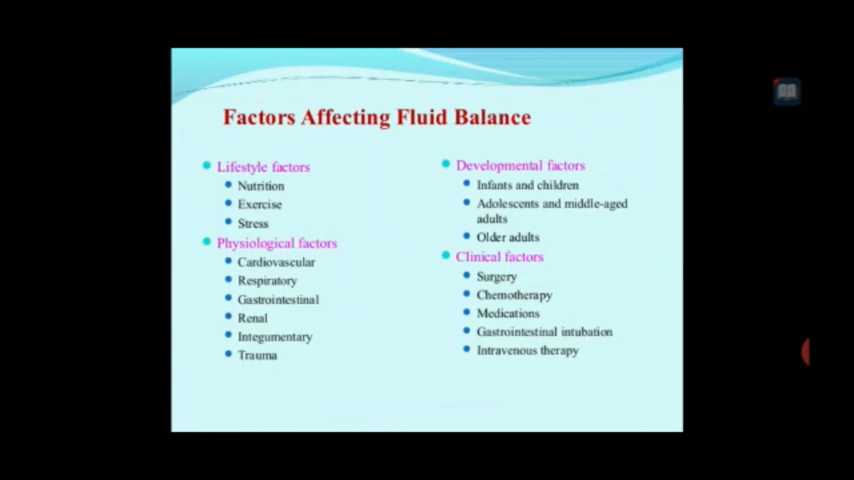 Factors Affecting Fluid Balance
Lifestyle factors
Nutrition
Exercise
Stress
Physiological factors
Cardiovascular
Respiratory
Gastrointestinal
Renal
Integumentary
Trauma
Developmental factors
Infants and children
Adolescents and middle-aged
adults
Older adults
Clinical factors
Surgery
Chemotherapy
Medications
Gastrointestinal intubation
Intravenous therapy